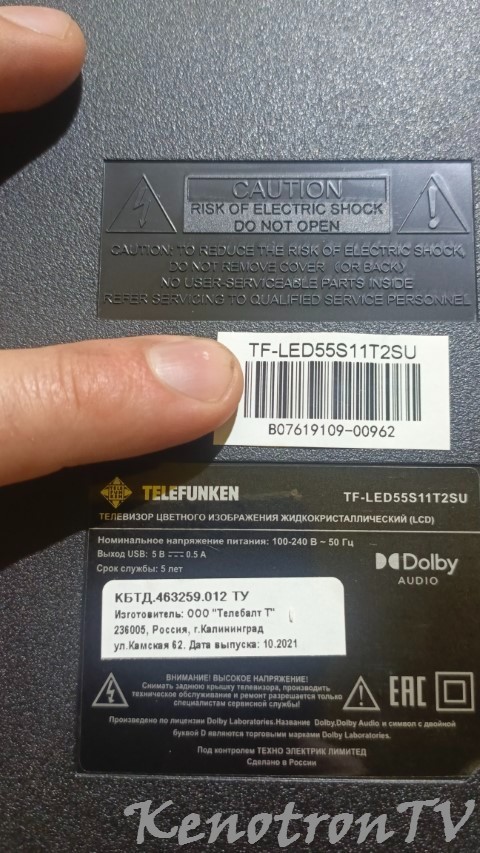 CAUTION
RISK OF ELECTRIC SHOCK
DO NOT OPEN
CAUTION: TO REDUCE THE RISK OF ELECTRIC SHOCK,
DO NOT REMOVE COVER (OR BACK)
NO USER-SERVICEABLE PARTS INSIDE
REFER SERVICING TO QUALIFIED SERVICE PERSONNEL
TF-LED55S11T2SU
B07619109-00962
TELEFUNKEN
TF-LED55S11T2SU
ТЕЛЕВИЗОР ЦВЕТНОГО ИЗОБРАЖЕНИЯ ЖИДКОКРИСТАЛЛИЧЕСКИЙ (LCD)
Номинальное напряжение питания: 100-240 В ~ 50 Гц
Выход USB: 5 В 0.5 А
Срок службы: 5 лет
Dolby
AUDIO
КБТД.463259.012 ТУ
Изготовитель: ООО "Телебалт Т"
236005, Россия, г.Калининград
ул.Камская 62. Дата выпуска: 10.2021
ВНИМАНИЕ! ВЫСОКОЕ НАПРЯЖЕНИЕ!
Снимать заднюю крышку телевизора, производить
техническое обслуживание и ремонт разрешается только
специалистам сервисной службы!
EAC
Произведено по лицензии Dolby Laboratories.Название Dolby,Dolby Audio и символ с двойной
буквой D являются торговыми марками Dolby Laboratories.
Под контролем ТЕХНО ЭЛЕКТРИК ЛИМИТЕД
Сделано в России
KenotronTV